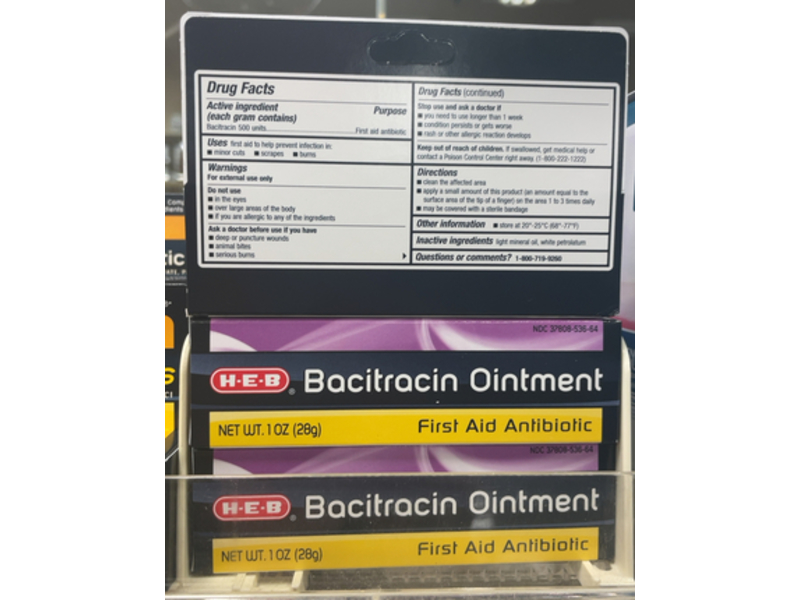 Drug Facts
Active ingredient
(each gram contains)
Purpose
Bacitracin 500 units
First aid antibiotic
Uses first aid to help prevent infection in:
■ minor cuts ■ scrapes ■ burns
Warnings
For external use only
Do not use
■ in the eyes
■ over large areas of the body
■ if you are allergic to any of the ingredients
Ask a doctor before use if you have
■ deep or puncture wounds
■ animal bites
■ serious burns
Drug Facts (continued)
Stop use and ask a doctor if
■ you need to use longer than 1 week
■ condition persists or gets worse
■ rash or other allergic reaction develops
Keep out of reach of children. If swallowed, get medical help or
contact a Poison Control Center right away. (1-800-222-1222)
Directions
■ clean the affected area
■ apply a small amount of this product (an amount equal to the
surface area of the tip of a finger) on the area 1 to 3 times daily
■ may be covered with a sterile bandage
Other information ■ store at 20°-25°C (68°-77°F)
Inactive ingredients light mineral oil, white petrolatum
Questions or comments? 1-800-719-9260
NDC 37808-536-64
H-E-B® Bacitracin Ointment
NET WT. 1 OZ (28g) First Aid Antibiotic
NDC 37808-536-64
H-E-B® Bacitracin Ointment
NET WT. 1 OZ (28g) First Aid Antibiotic